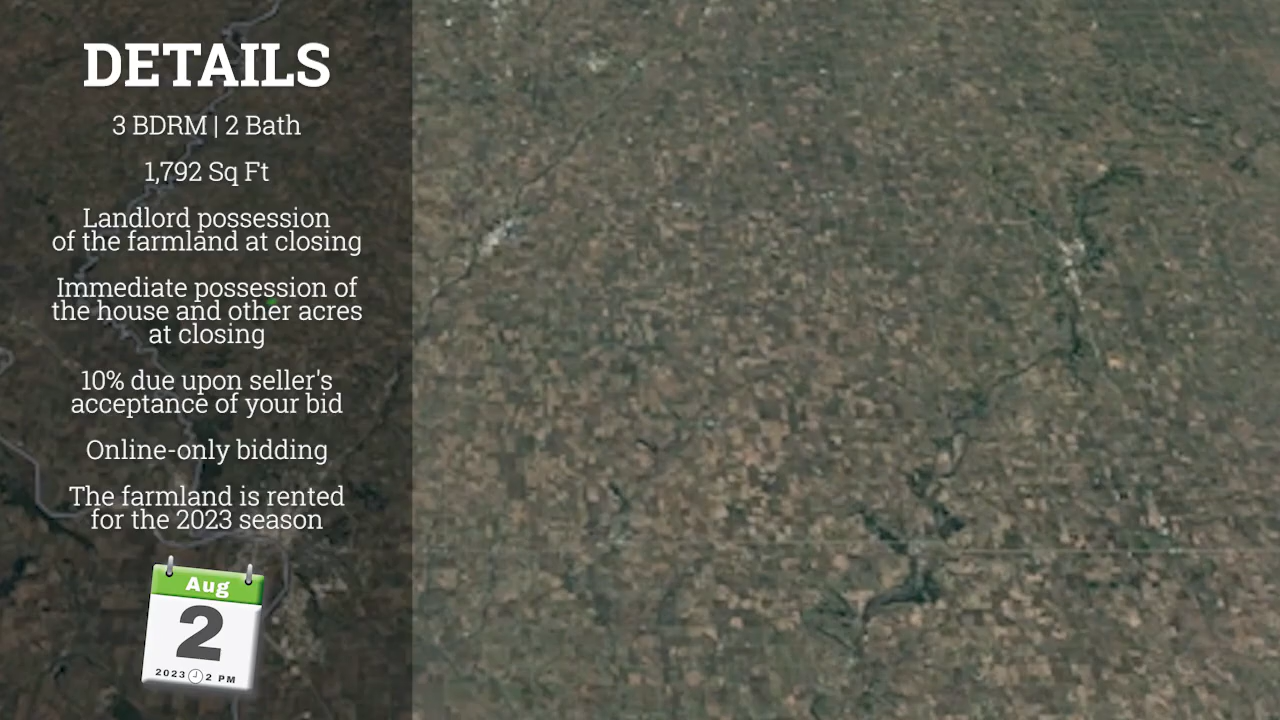 DETAILS
3 BDRM | 2 Bath
1,792 Sq Ft
Landlord possession
of the farmland at closing
Immediate possession of
the house and other acres
at closing
10% due upon seller's
acceptance of your bid
Online-only bidding
The farmland is rented
for the 2023 season
Aug
2
2023 2 PM